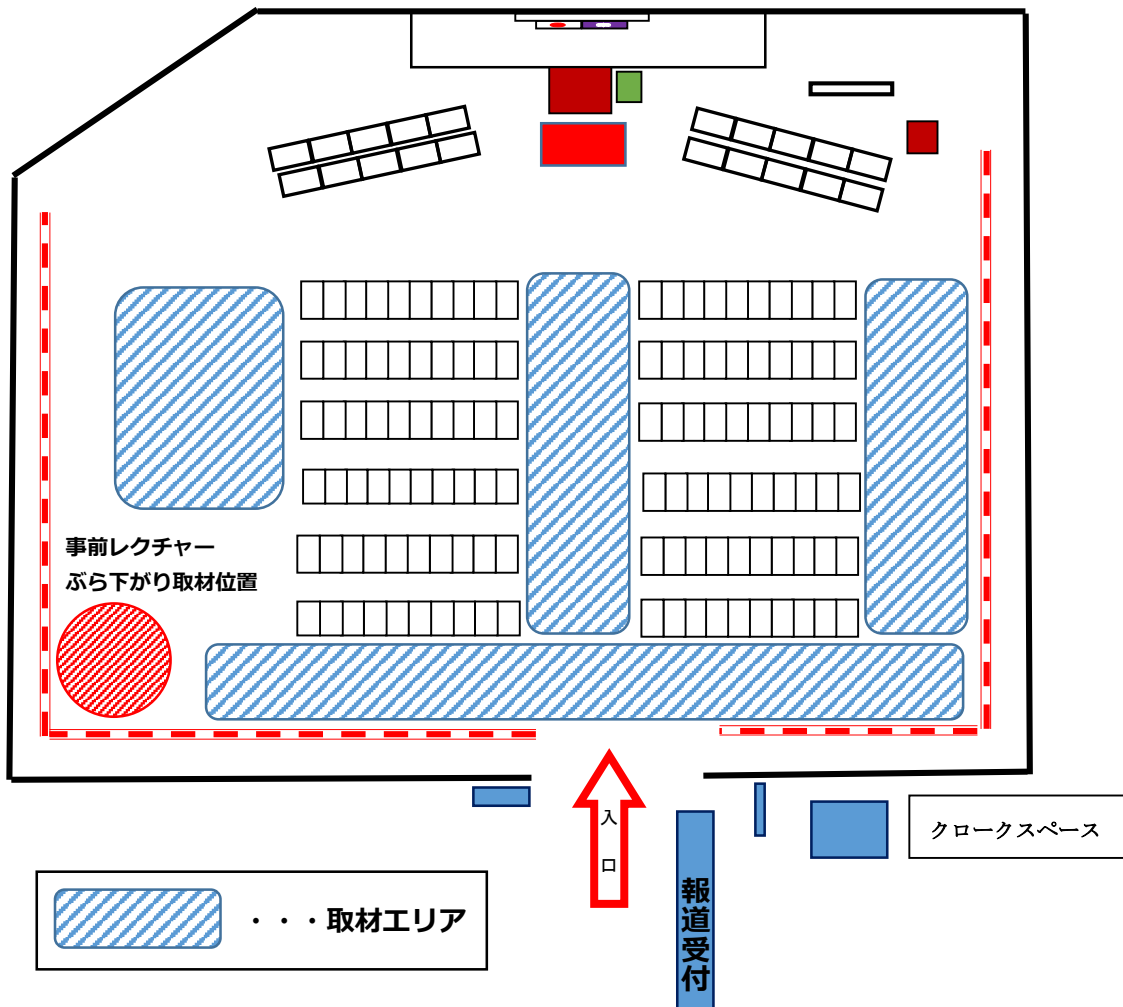 事前レクチャー
ぶら下がり取材位置
入口
クロークスペース
報道受付
・・・取材エリア